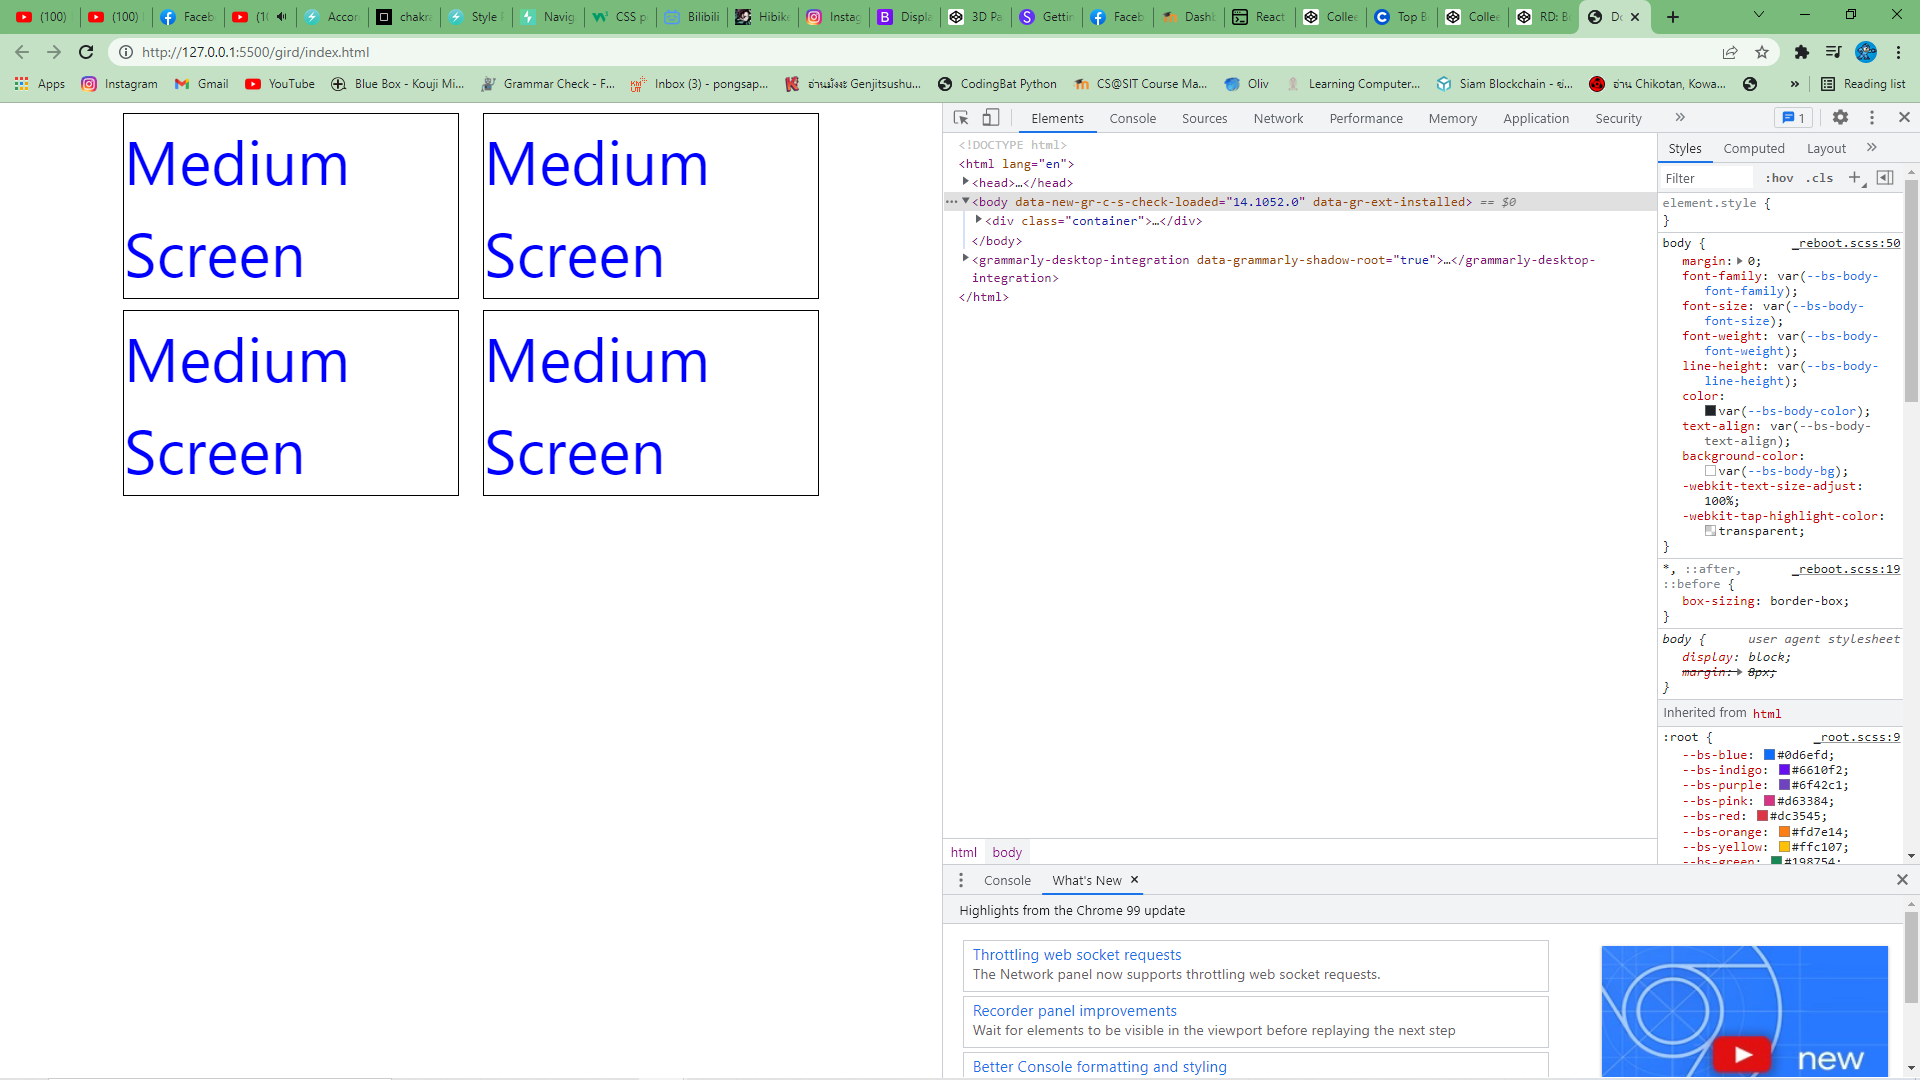 (100)
(100)
Faceb
(10
Accor
chakra
Style P
Navig
CSS p
Bilibili
Hibike
Instag
Displa
3D Pa
Gettin
Faceb
Dashb
React
Collec
Top B
Collec
RD: B
Do
http://127.0.0.1:5500/gird/index.html
Apps
Instagram
Gmail
YouTube
Blue Box - Kouji Mi...
Grammar Check - F...
Inbox (3) - pongsap...
อ่านมังงะ Genjitsushu...
CodingBat Python
CS@SIT Course Ma...
Oliv
Learning Computer...
Siam Blockchain - ข่...
อ่าน Chikotan, Kowa...
»
Reading list
Medium
Screen
Medium
Screen
Medium
Screen
Medium
Screen
Elements
Console
Sources
Network
Performance
Memory
Application
Security
»
1
<!DOCTYPE html>
<html lang="en">
<head>…</head>
<body data-new-gr-c-s-check-loaded="14.1052.0" data-gr-ext-installed> == $0
<div class="container">…</div>
</body>
<grammarly-desktop-integration data-grammarly-shadow-root="true">…</grammarly-desktop-
integration>
</html>
html
body
Styles
Computed
Layout
»
Filter
:hov
.cls
element.style {
}
body {
_reboot.scss:50
margin: 0;
font-family: var(--bs-body-
font-family);
font-size: var(--bs-body-
font-size);
font-weight: var(--bs-body-
font-weight);
line-height: var(--bs-body-
line-height);
color:
var(--bs-body-color);
text-align: var(--bs-body-
text-align);
background-color:
var(--bs-body-bg);
-webkit-text-size-adjust:
100%;
-webkit-tap-highlight-color:
transparent;
}
*, ::after,
_reboot.scss:19
::before {
box-sizing: border-box;
}
body {
user agent stylesheet
display: block;
margin: 8px;
}
Inherited from html
:root {
_root.scss:9
--bs-blue: #0d6efd;
--bs-indigo: #6610f2;
--bs-purple: #6f42c1;
--bs-pink: #d63384;
--bs-red: #dc3545;
--bs-orange: #fd7e14;
--bs-yellow: #ffc107;
--bs-green: #198754;
Console
What's New
Highlights from the Chrome 99 update
Throttling web socket requests
The Network panel now supports throttling web socket requests.
Recorder panel improvements
Wait for elements to be visible in the viewport before replaying the next step
Better Console formatting and styling
new